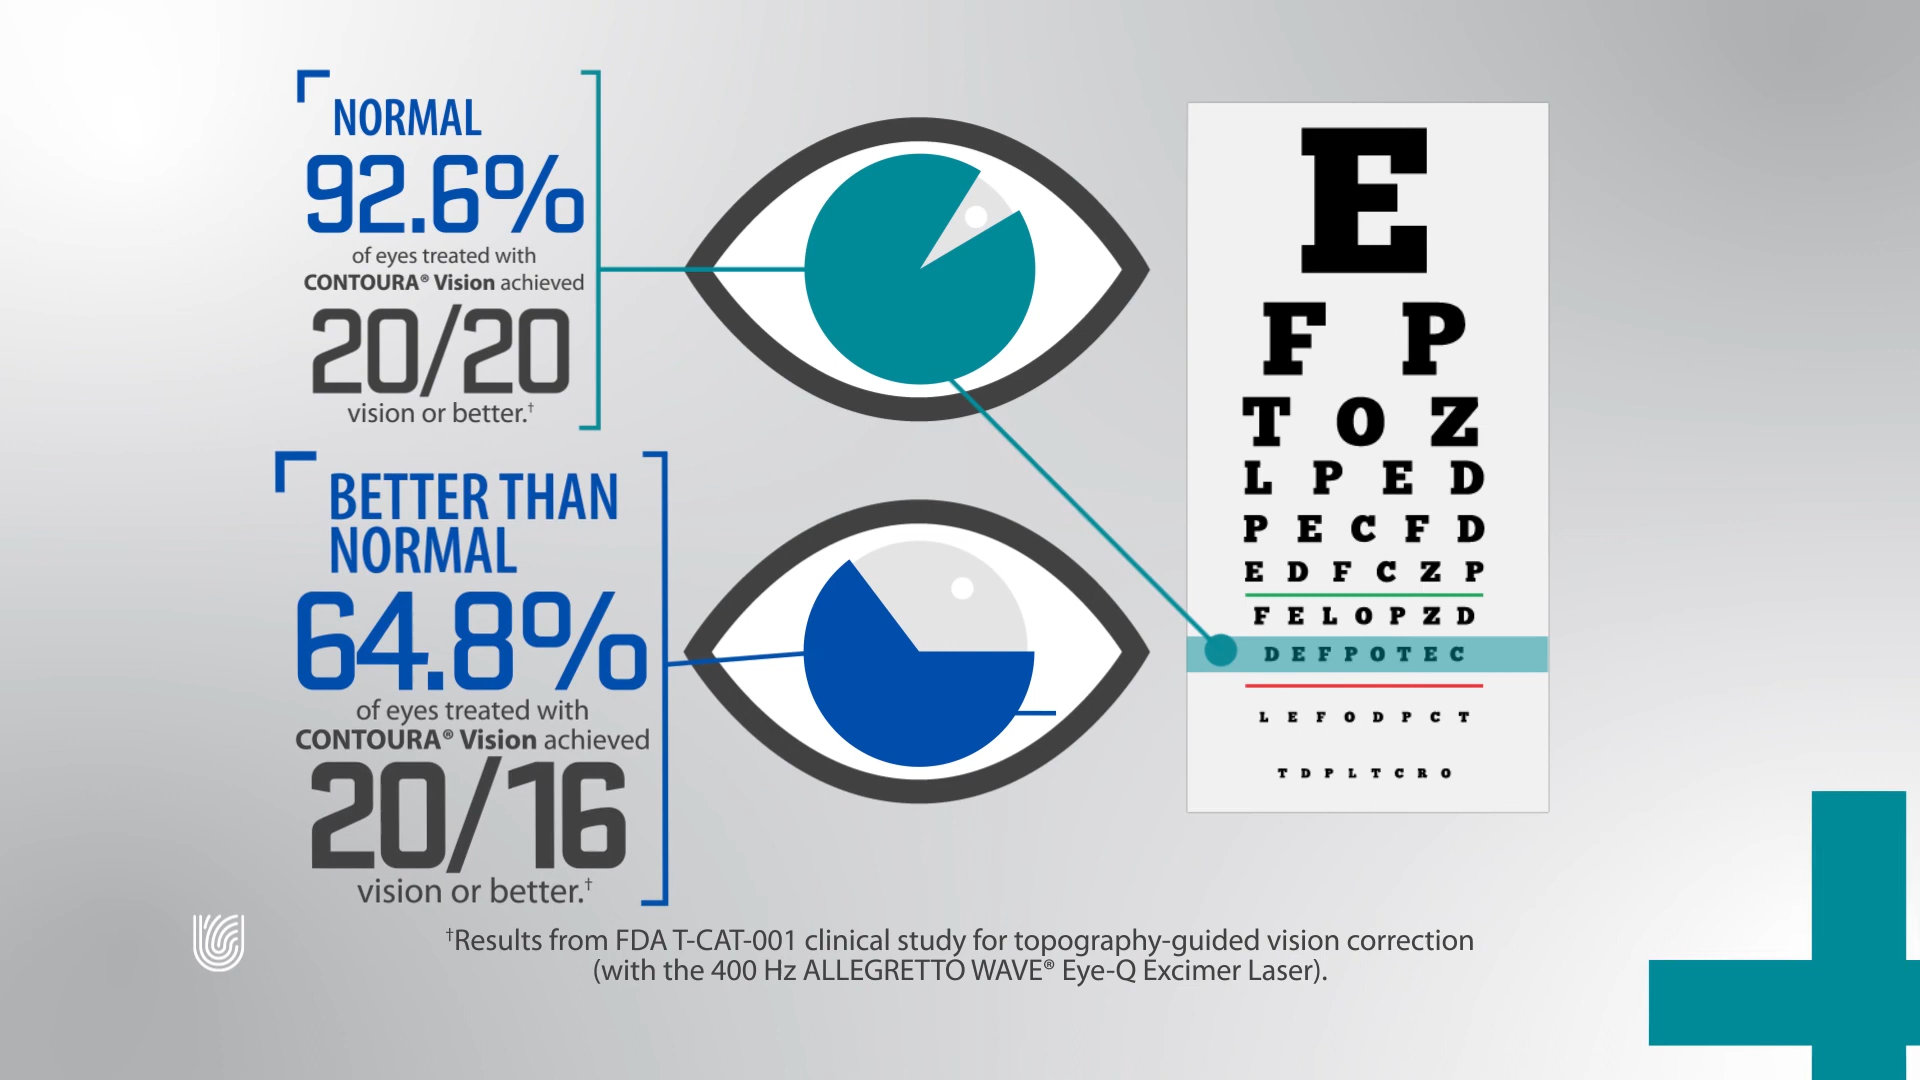 NORMAL
92.6%
of eyes treated with
CONTOURA® Vision achieved
20/20
vision or better.†
BETTER THAN
NORMAL
64.8%
of eyes treated with
CONTOURA® Vision achieved
20/16
vision or better.†
E
F P
T O Z
L P E D
P E C F D
E D F C Z P
F E L O P Z D
D E F P O T E C
L E F O D P C T
T D P L T C R O
†Results from FDA T-CAT-001 clinical study for topography-guided vision correction
(with the 400 Hz ALLEGRETTO WAVE® Eye-Q Excimer Laser).